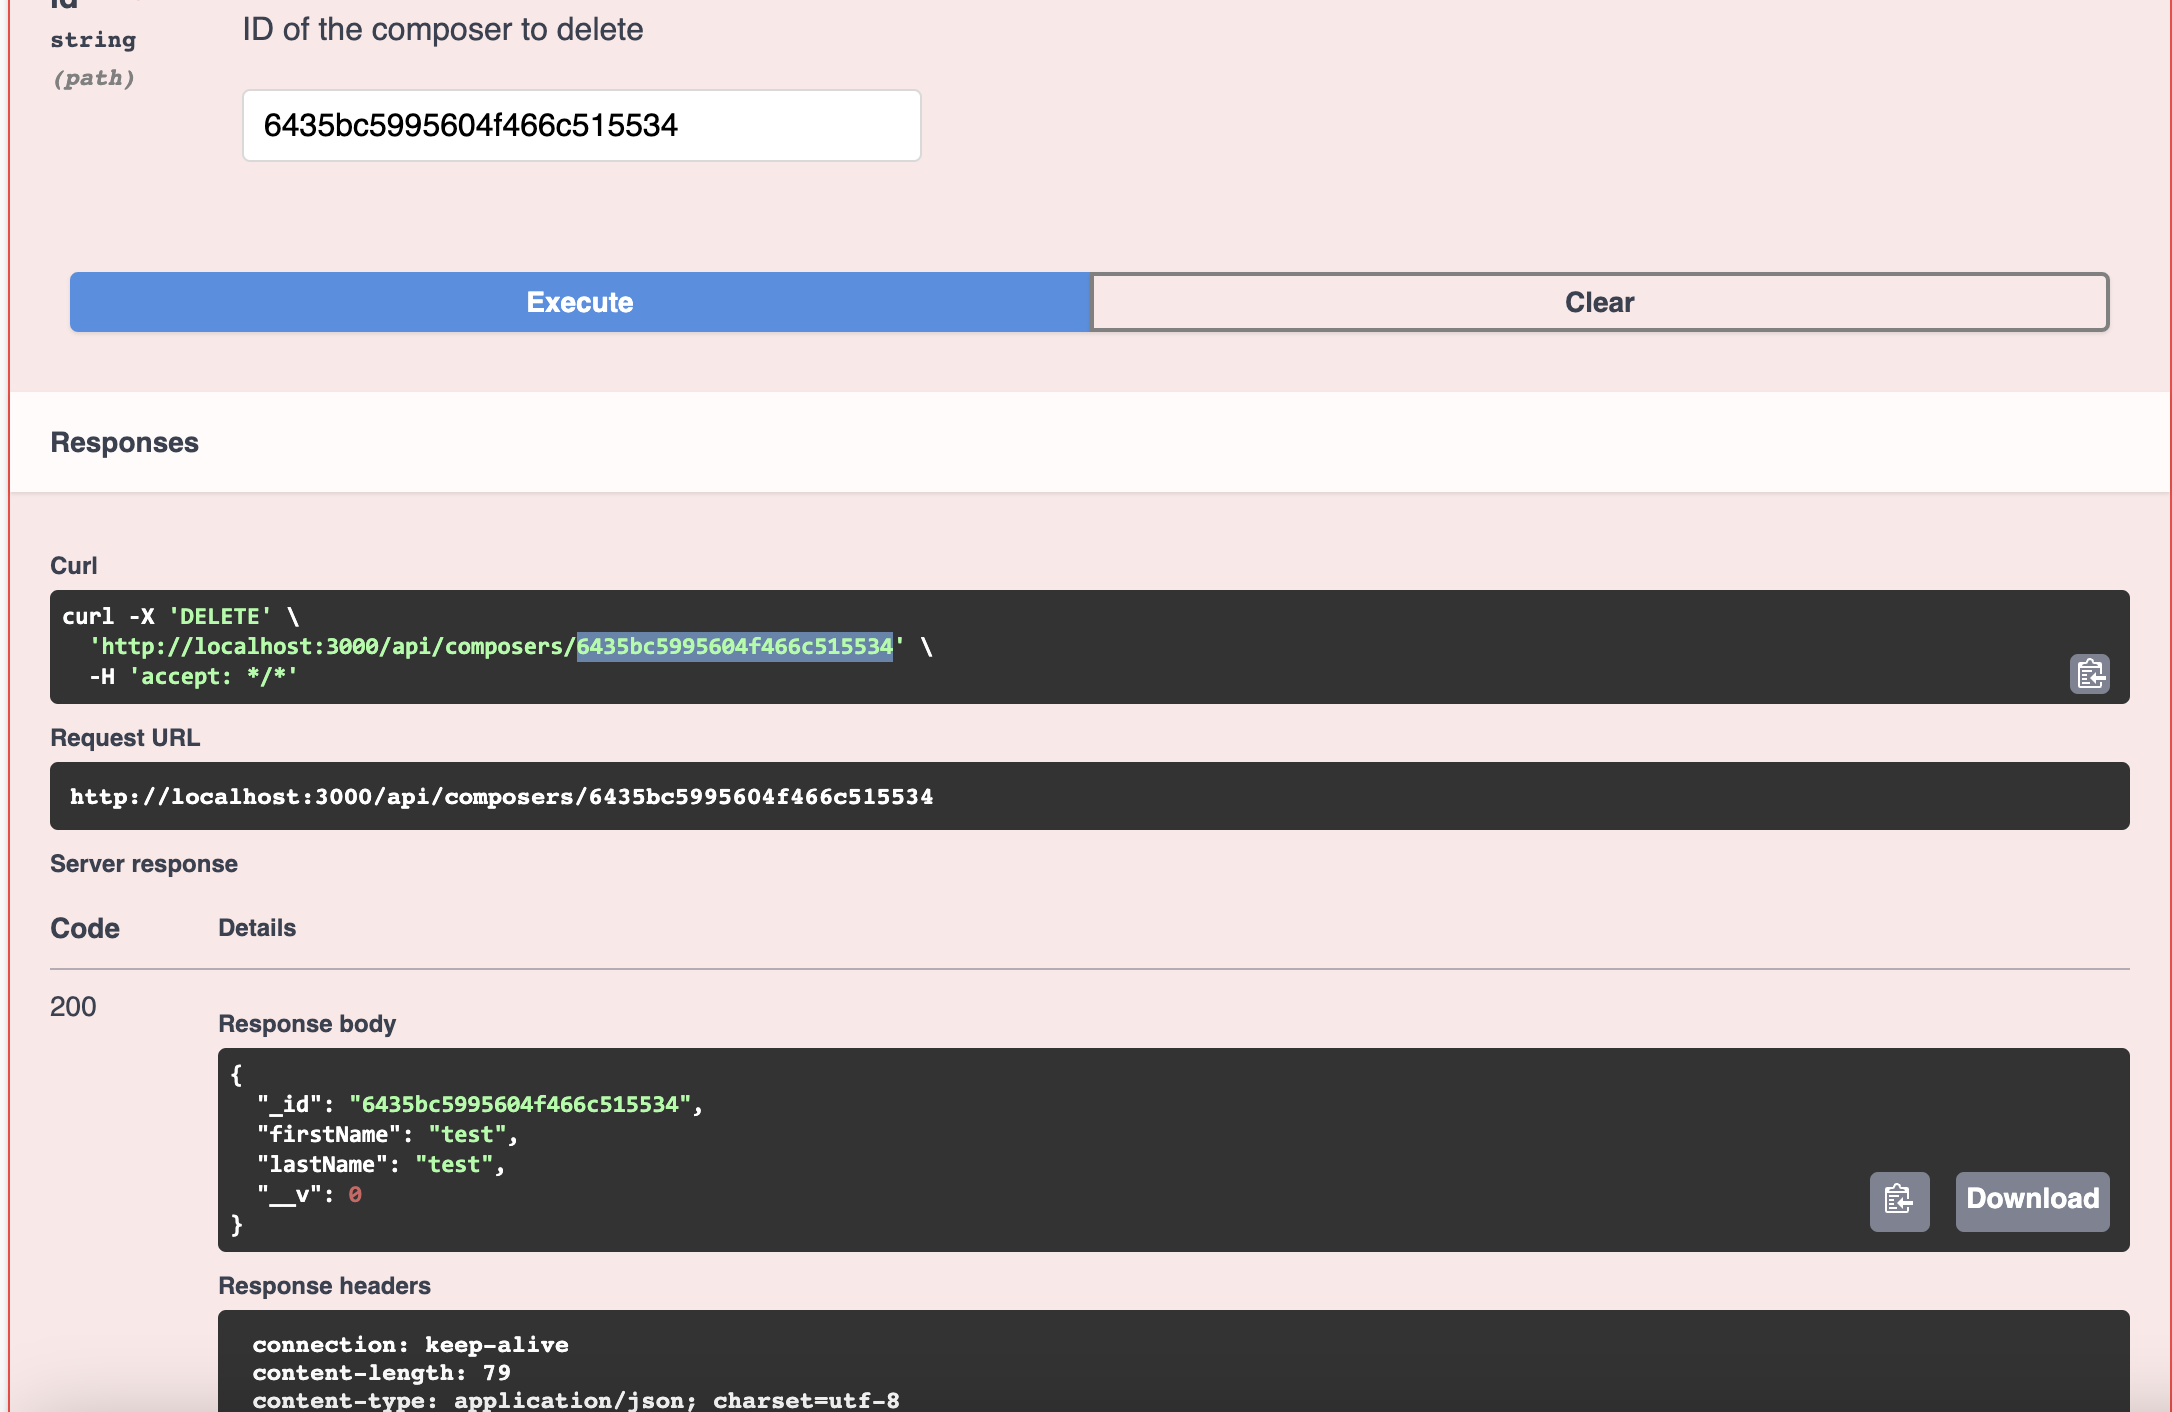 id
string
(path)
ID of the composer to delete
6435bc5995604f466c515534
Execute
Clear
Responses
Curl
curl -X 'DELETE' \
  'http://localhost:3000/api/composers/6435bc5995604f466c515534' \
  -H 'accept: */*'
Request URL
http://localhost:3000/api/composers/6435bc5995604f466c515534
Server response
Code Details
200
Response body
{
  "_id": "6435bc5995604f466c515534",
  "firstName": "test",
  "lastName": "test",
  "__v": 0
}
Download
Response headers
connection: keep-alive
content-length: 79
content-type: application/json; charset=utf-8